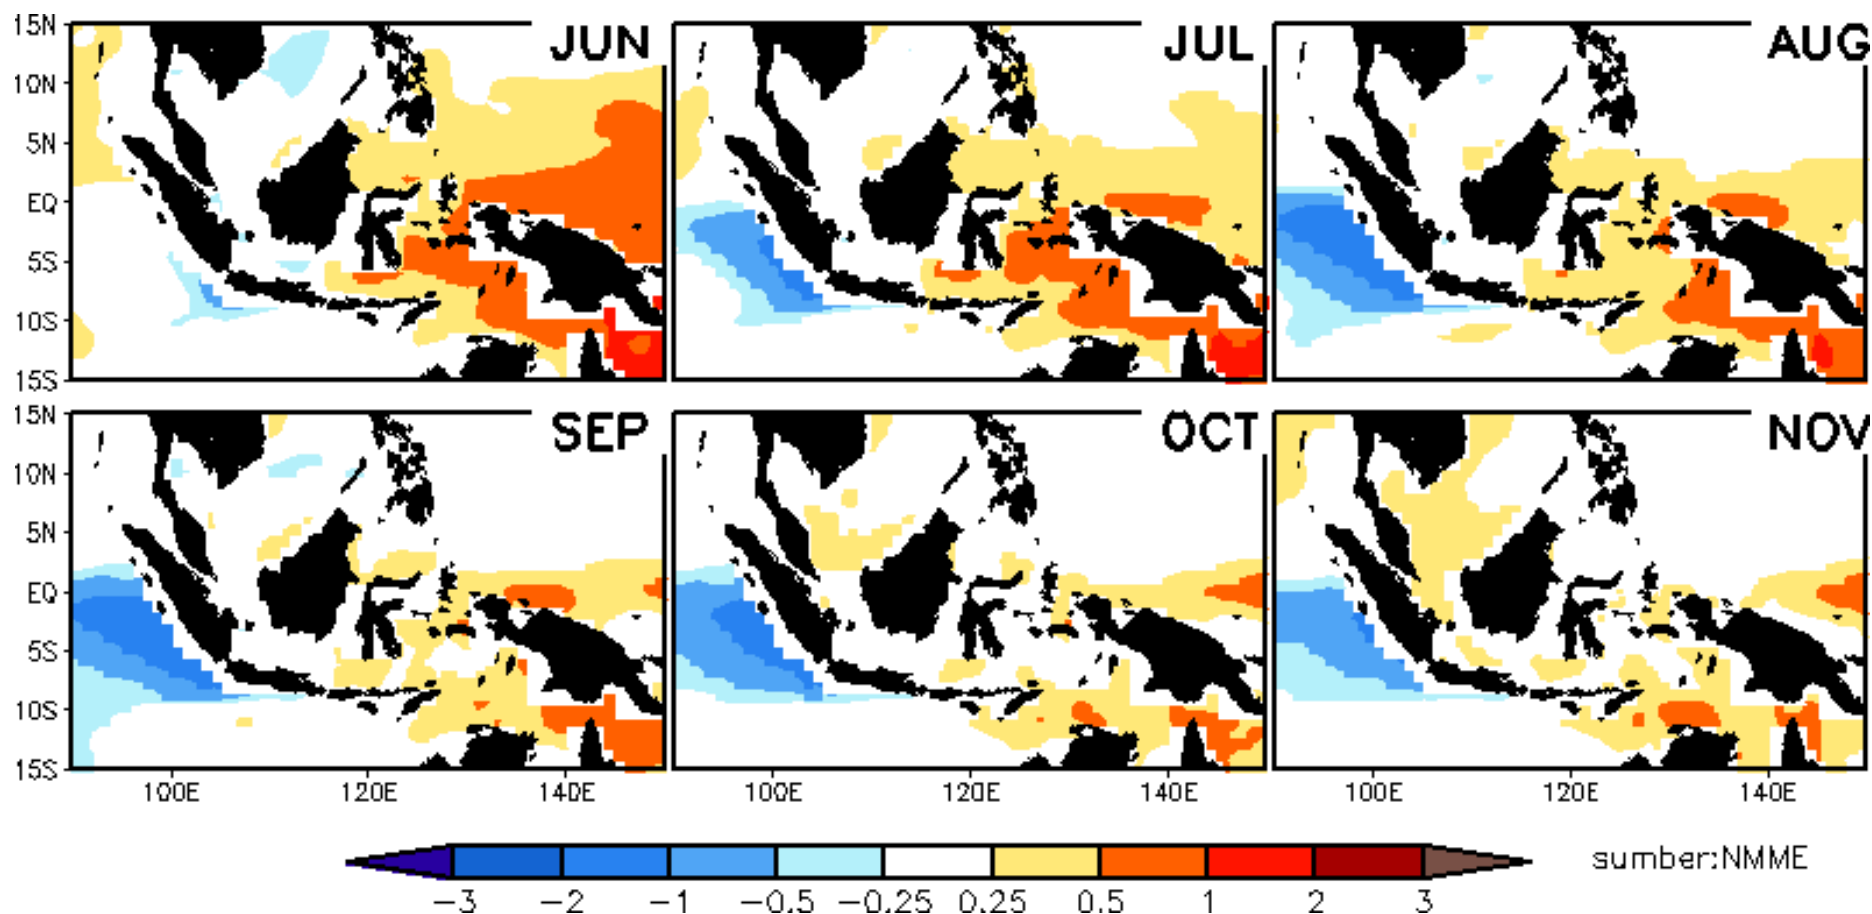 15N
10N
5N
EQ
5S
10S
15S
JUN
JUL
AUG
15N
10N
5N
EQ
5S
10S
15S
SEP
OCT
NOV
100E 120E 140E 100E 120E 140E 100E 120E 140E
-3 -2 -1 -0.5 -0.25 0.25 0.5 1 2 3
sumber:NMME